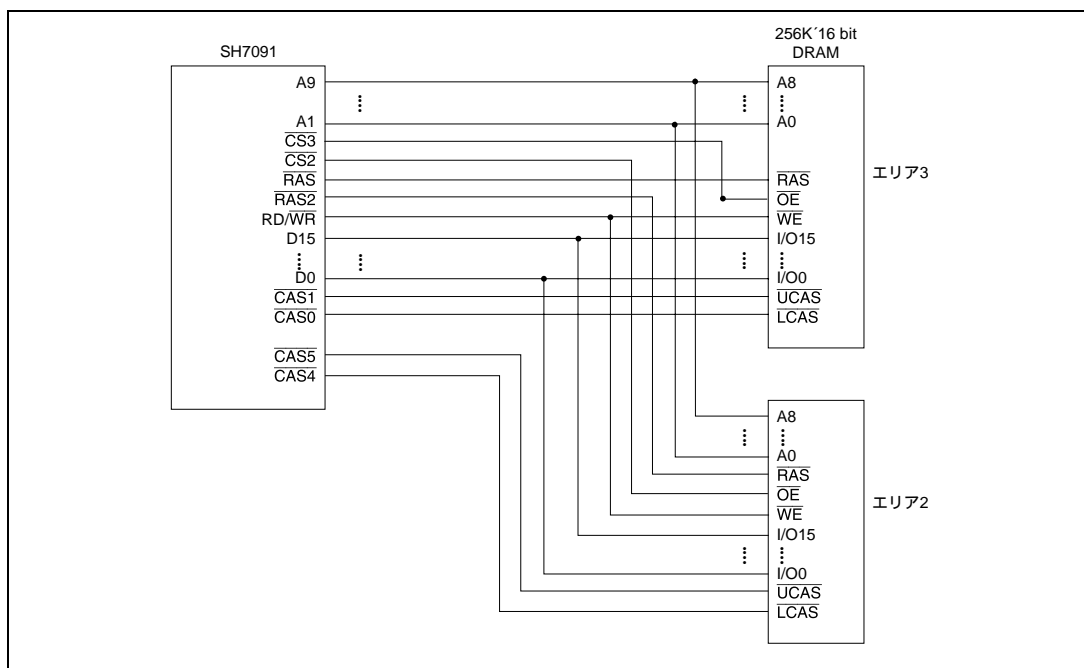 SH7091
A9
A1
CS3
CS2
RAS
RAS2
RD/WR
D15
D0
CAS1
CAS0
CAS5
CAS4
256K´16 bit
DRAM
A8
A0
RAS
OE
WE
I/O15
I/O0
UCAS
LCAS
エリア3
A8
A0
RAS
OE
WE
I/O15
I/O0
UCAS
LCAS
エリア2